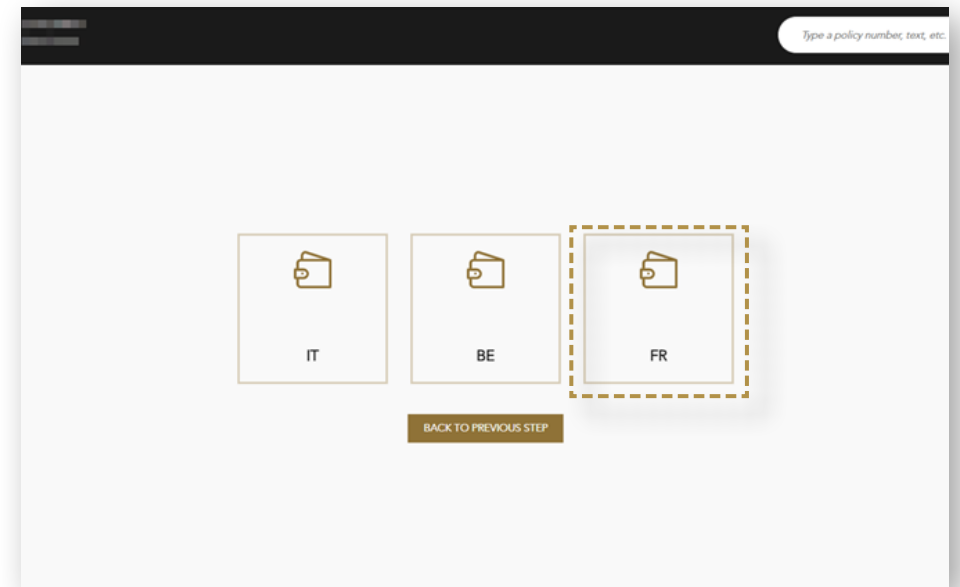 Type a policy number, text, etc.
IT
BE
FR
BACK TO PREVIOUS STEP